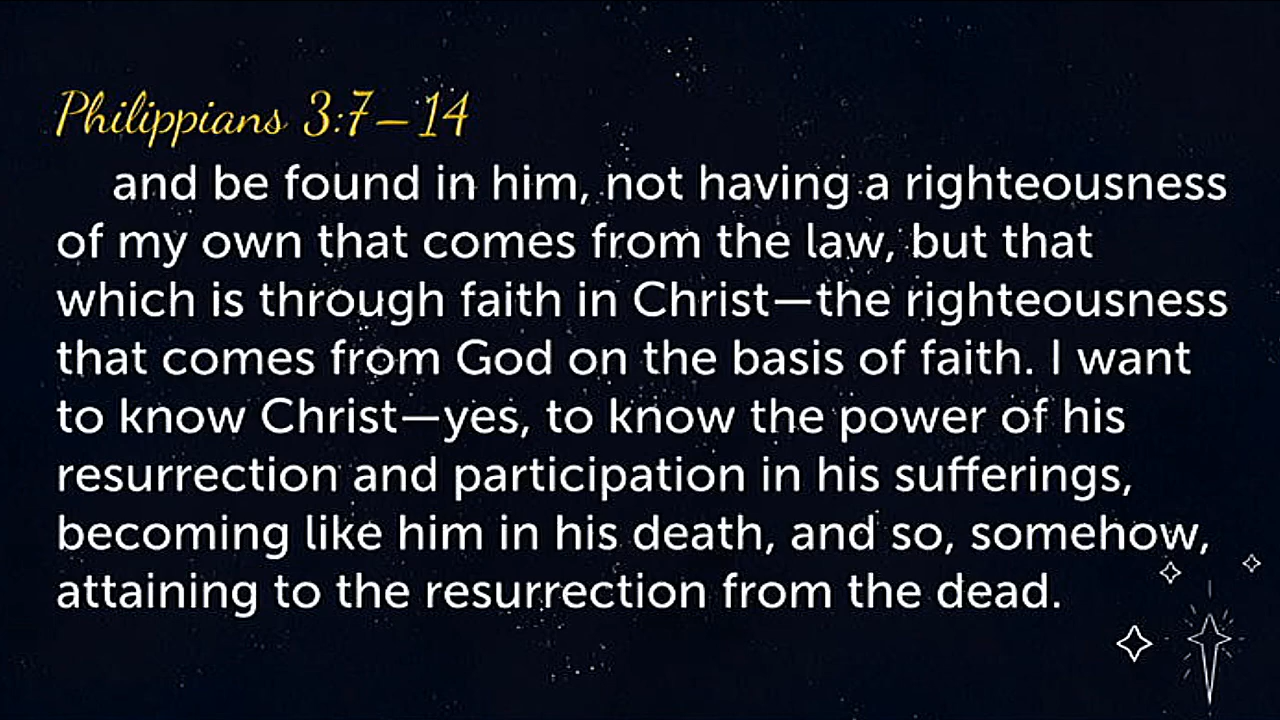 Philippians 3:7–14
and be found in him, not having a righteousness
of my own that comes from the law, but that
which is through faith in Christ—the righteousness
that comes from God on the basis of faith. I want
to know Christ—yes, to know the power of his
resurrection and participation in his sufferings,
becoming like him in his death, and so, somehow,
attaining to the resurrection from the dead.